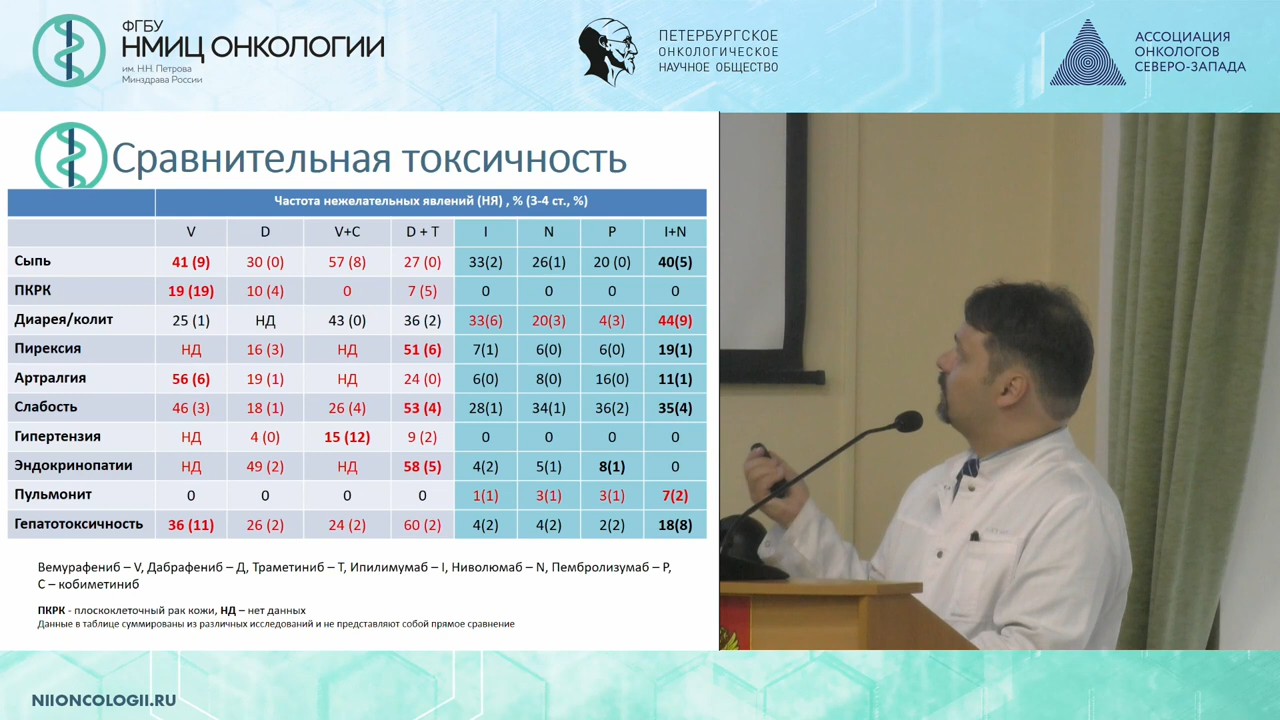 ФГБУ
НМИЦ ОНКОЛОГИИ
им. Н.Н. Петрова
Минздрава России
ПЕТЕРБУРГСКОЕ
ОНКОЛОГИЧЕСКОЕ
НАУЧНОЕ ОБЩЕСТВО
АССОЦИАЦИЯ
ОНКОЛОГОВ
СЕВЕРО-ЗАПАДА
Сравнительная токсичность
Частота нежелательных явлений (НЯ) , % (3-4 ст., %)
V D V+C D + T I N P I+N
Сыпь 41 (9) 30 (0) 57 (8) 27 (0) 33(2) 26(1) 20 (0) 40(5)
ПКРК 19 (19) 10 (4) 0 7 (5) 0 0 0 0
Диарея/колит 25 (1) НД 43 (0) 36 (2) 33(6) 20(3) 4(3) 44(9)
Пирексия НД 16 (3) НД 51 (6) 7(1) 6(0) 6(0) 19(1)
Артралгия 56 (6) 19 (1) НД 24 (0) 6(0) 8(0) 16(0) 11(1)
Слабость 46 (3) 18 (1) 26 (4) 53 (4) 28(1) 34(1) 36(2) 35(4)
Гипертензия НД 4 (0) 15 (12) 9 (2) 0 0 0 0
Эндокринопатии НД 49 (2) НД 58 (5) 4(2) 5(1) 8(1) 0
Пульмонит 0 0 0 0 1(1) 3(1) 3(1) 7(2)
Гепатотоксичность 36 (11) 26 (2) 24 (2) 60 (2) 4(2) 4(2) 2(2) 18(8)
Вемурафениб – V, Дабрафениб – Д, Траметиниб – Т, Ипилимумаб – I, Ниволюмаб – N, Пембролизумаб – P,
С – кобиметиниб
ПКРК - плоскоклеточный рак кожи, НД – нет данных
Данные в таблице суммированы из различных исследований и не представляют собой прямое сравнение
NIIONCOLOGII.RU